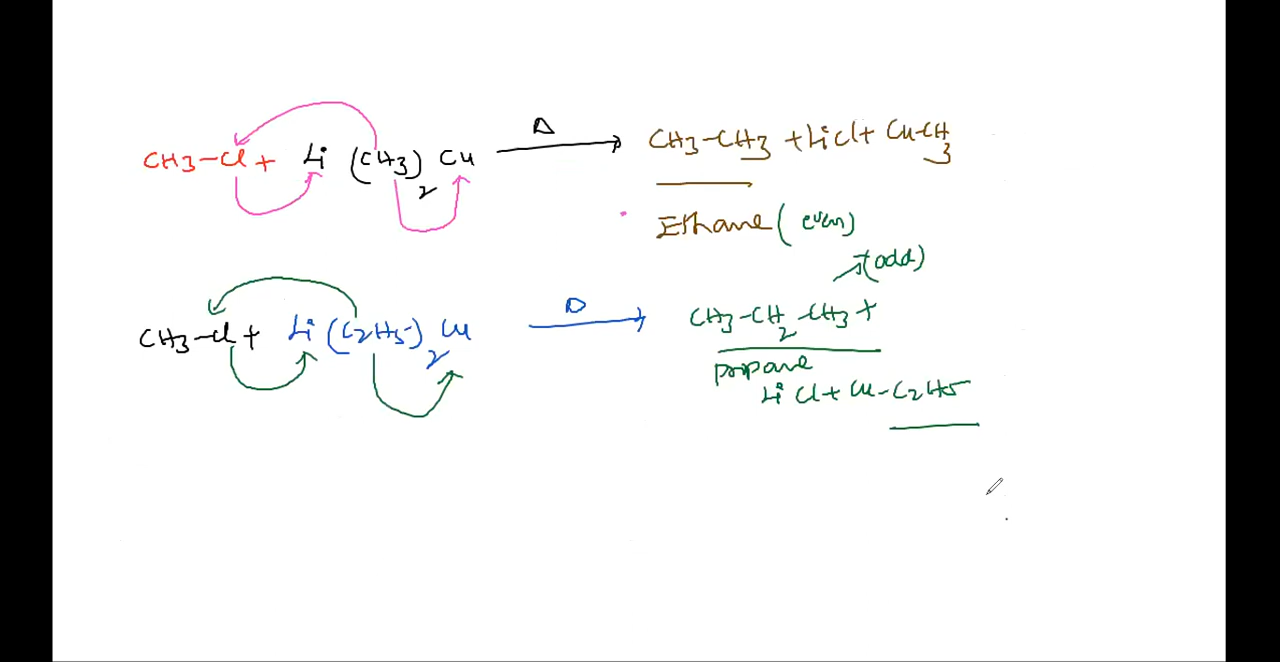 CH3-Cl + Li (CH3)2 Cu Δ CH3-CH3 + LiCl + Cu-CH3
Ethane (even)
(odd)
CH3-Cl + Li (C2H5)2 Cu Δ CH3-CH2-CH3 +
propane
LiCl + Cu-C2H5